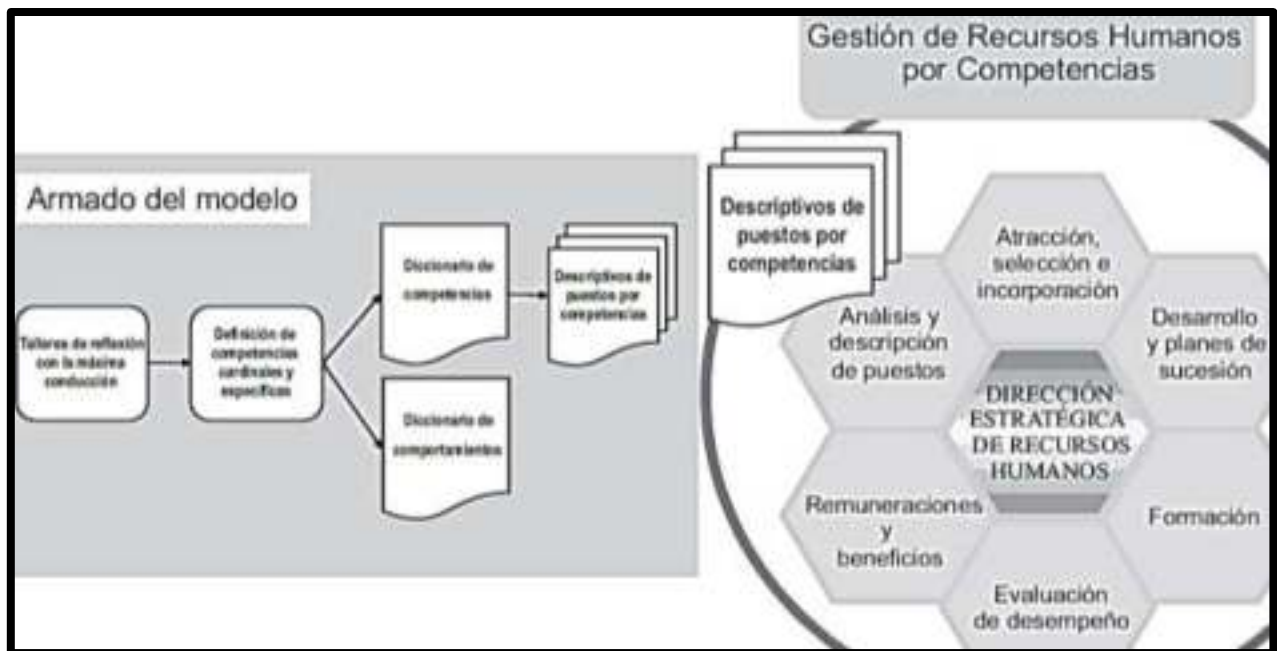 Gestión de Recursos Humanos
por Competencias
Armado del modelo
Talleres de reflexión
con la máxima
conducción
Definición de
competencias
cardinales y
específicas
Diccionario de
competencias
Descriptivos de
puestos por
competencias
Diccionario de
comportamientos
Descriptivos de
puestos por
competencias
Atracción,
selección e
incorporación
Análisis y
descripción
de puestos
Desarrollo
y planes de
sucesión
DIRECCIÓN
ESTRATÉGICA
DE RECURSOS
HUMANOS
Remuneraciones
y
beneficios
Formación
Evaluación
de desempeño